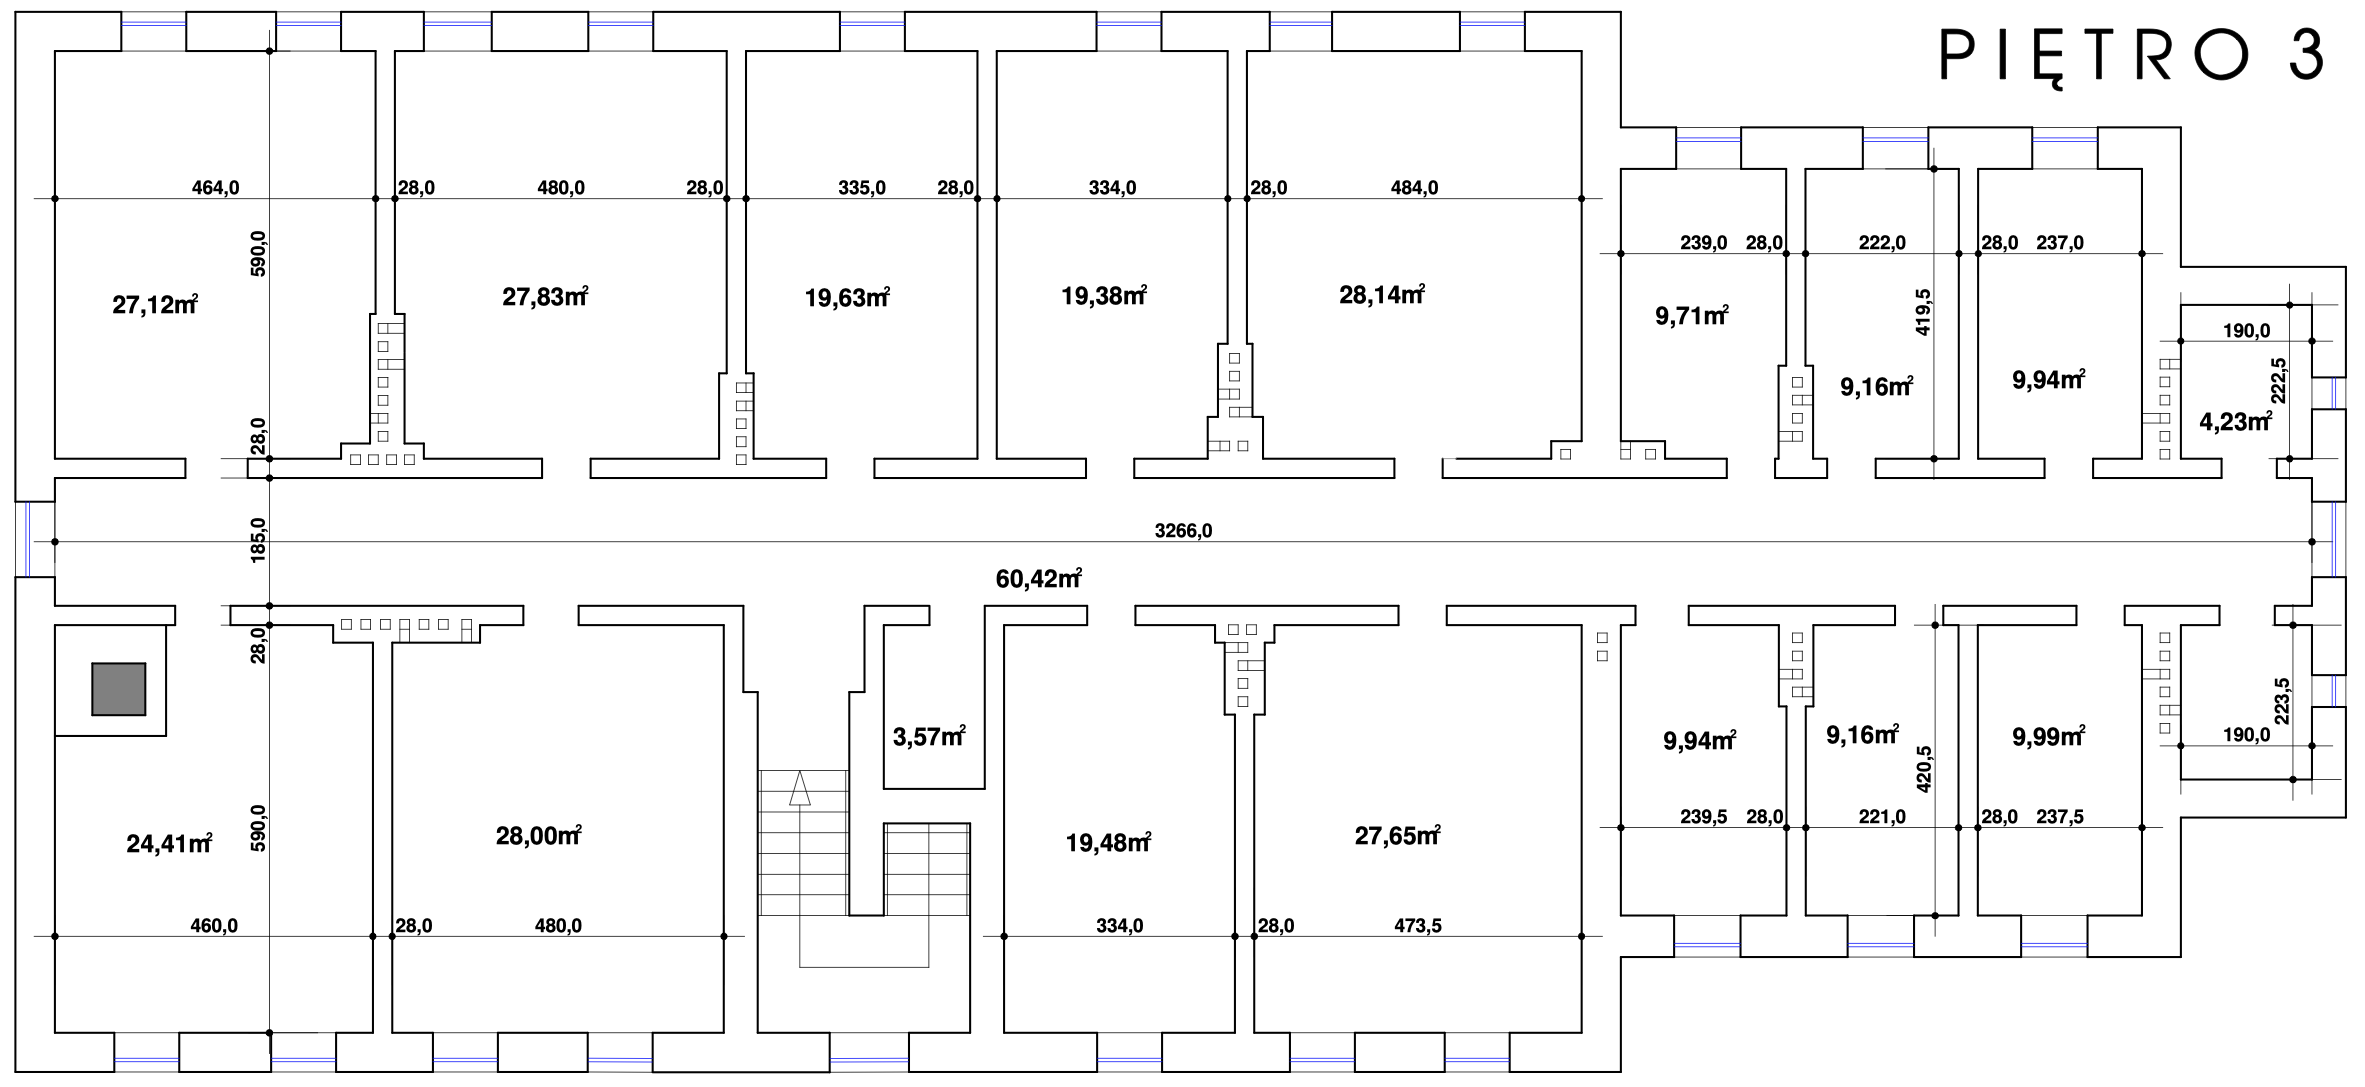 PIĘTRO 3
464,0 28,0 480,0 28,0 335,0 28,0 334,0 28,0 484,0
590,0
239,0 28,0 222,0 28,0 237,0
27,12m² 27,83m² 19,63m² 19,38m² 28,14m²
9,71m²
419,5
190,0
222,5
9,16m² 9,94m²
4,23m²
28,0
185,0
3266,0
60,42m²
28,0
223,5
3,57m² 9,94m² 9,16m² 9,99m²
190,0
420,5
590,0
239,5 28,0 221,0 28,0 237,5
24,41m² 28,00m² 19,48m² 27,65m²
460,0 28,0 480,0 334,0 28,0 473,5